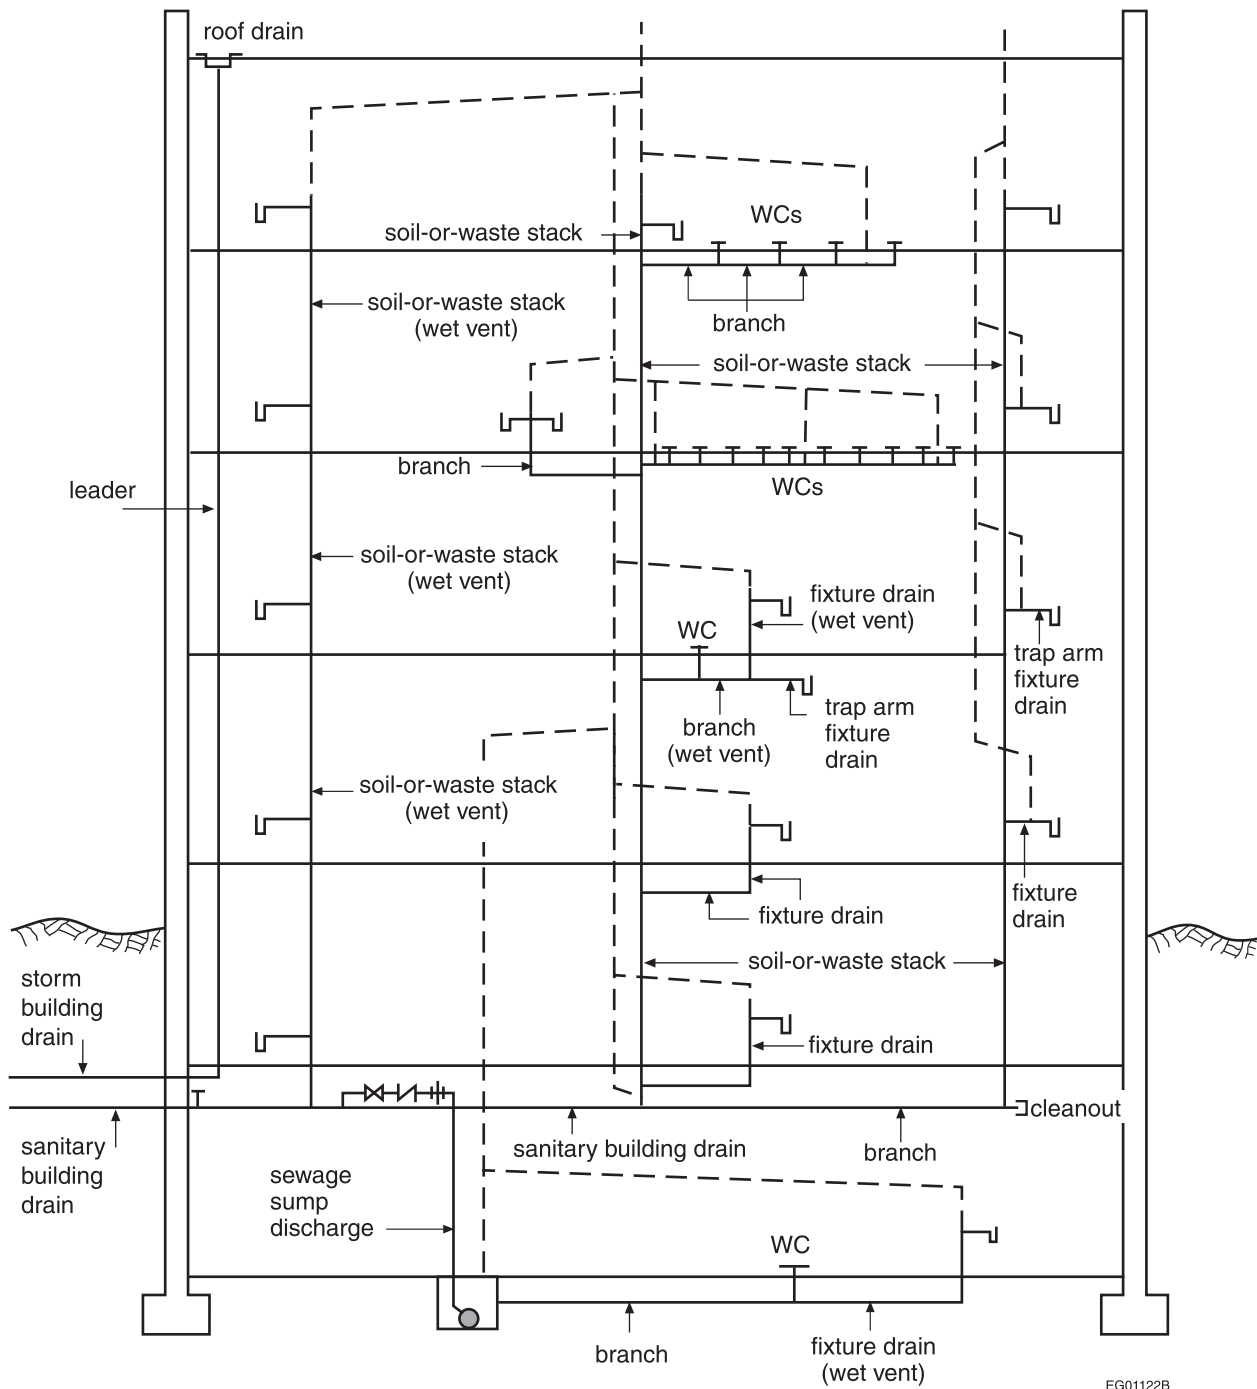 roof drain
WCs
soil-or-waste stack
soil-or-waste stack
(wet vent)
branch
soil-or-waste stack
branch
WCs
leader
soil-or-waste stack
(wet vent)
fixture drain
(wet vent)
WC
trap arm
fixture
drain
trap arm
fixture
drain
branch
(wet vent)
soil-or-waste stack
(wet vent)
fixture
drain
fixture drain
soil-or-waste stack
storm
building
drain
fixture drain
cleanout
sanitary
building
drain
sanitary building drain
branch
sewage
sump
discharge
WC
branch
fixture drain
(wet vent)
EG01122B